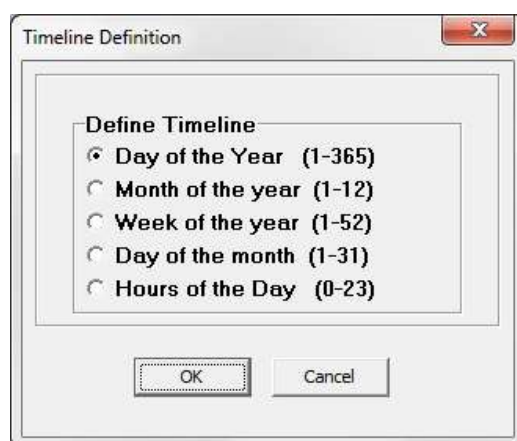 Timeline Definition
Define Timeline
Day of the Year (1-365)
Month of the year (1-12)
Week of the year (1-52)
Day of the month (1-31)
Hours of the Day (0-23)
OK Cancel